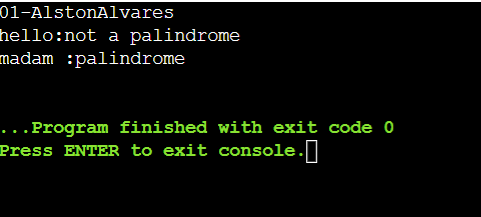 01-AlstonAlvares
hello:not a palindrome
madam :palindrome
...Program finished with exit code 0
Press ENTER to exit console.